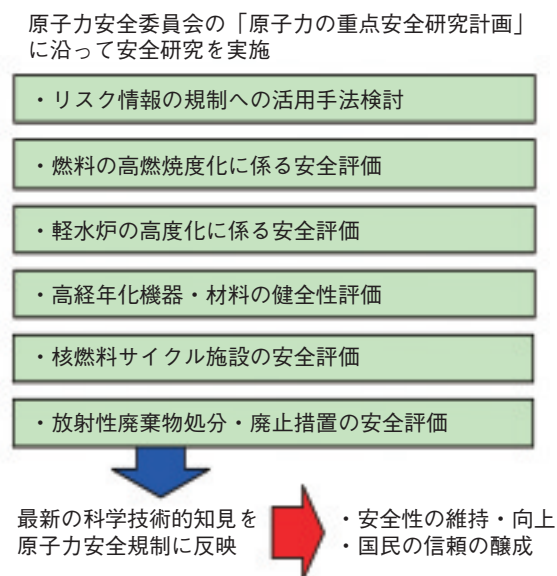 原子力安全委員会の「原子力の重点安全研究計画」
に沿って安全研究を実施
・リスク情報の規制への活用手法検討
・燃料の高燃焼度化に係る安全評価
・軽水炉の高度化に係る安全評価
・高経年化機器・材料の健全性評価
・核燃料サイクル施設の安全評価
・放射性廃棄物処分・廃止措置の安全評価
最新の科学技術的知見を
原子力安全規制に反映
・安全性の維持・向上
・国民の信頼の醸成